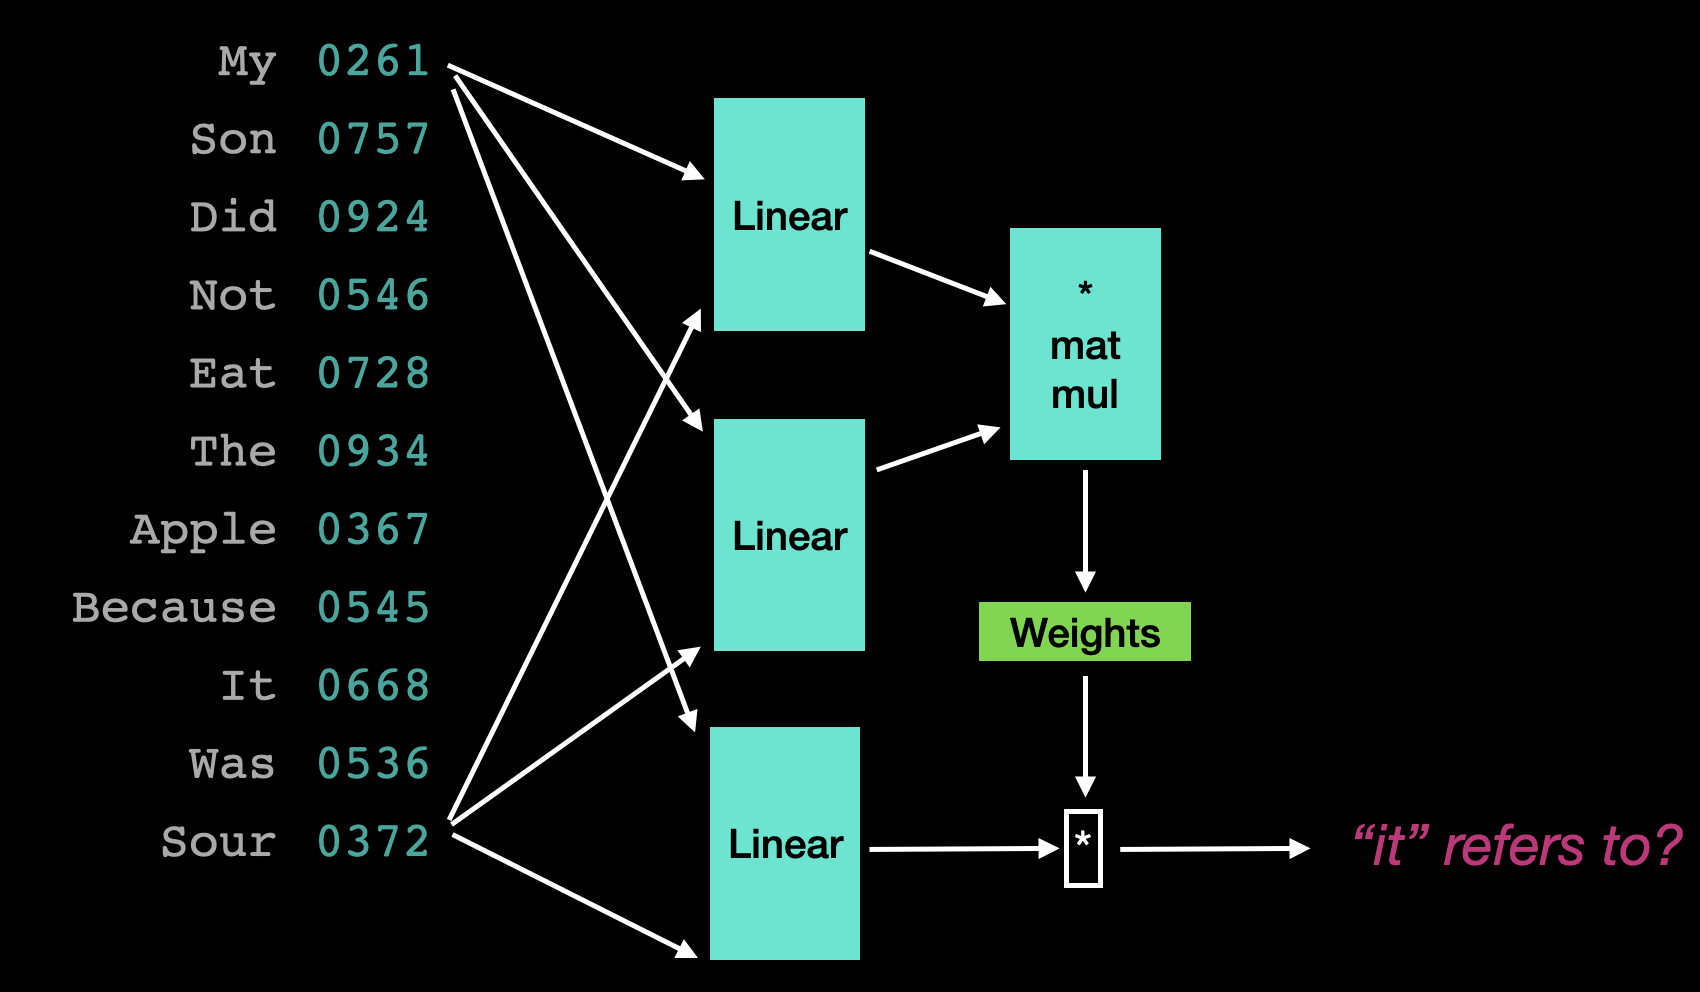 My 0261
Son 0757
Did 0924
Not 0546
Eat 0728
The 0934
Apple 0367
Because 0545
It 0668
Was 0536
Sour 0372
Linear
Linear
Linear
*
mat
mul
Weights
*
“it” refers to?